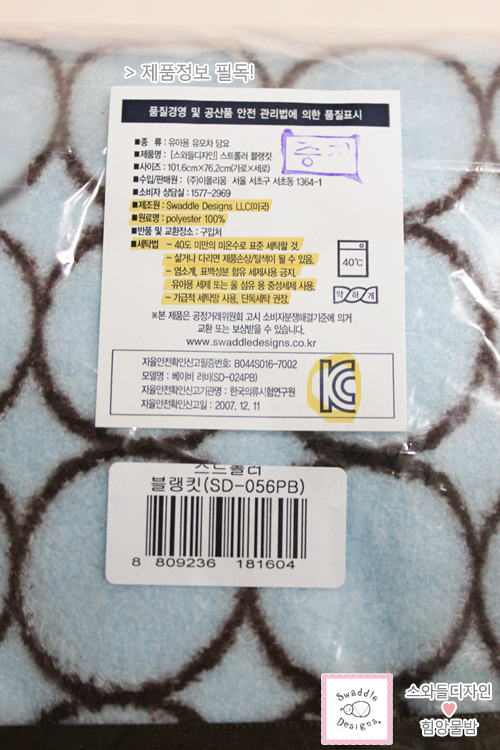 > 제품정보 필독!
품질경영 및 공산품 안전 관리법에 의한 품질표시
■종 류 : 유아용 유모차 담요
■제품명 : [스와들디자인] 스트롤러 블랭킷
■사이즈 : 101.6cm×76.2cm(가로×세로)
■수입/판매원 : (주)이폴리움 서울 서초구 서초동 1364-1
■소비자 상담실 : 1577-2969
■제조원 : Swaddle Designs LLC(미국)
■원료명 : polyester 100%
■반품 및 교환장소 : 구입처
■세탁법 - 40도 미만의 미온수로 표준 세탁할 것.
- 삶거나 다리면 제품손상/탈색이 될 수 있음.
- 염소계, 표백성분 함유 세제사용 금지.
유아용 세제 또는 울 섬유 용 중성세제 사용.
- 가급적 세탁망 사용, 단독세탁 권장.
증정
40℃
약하게
※본 제품은 공정거래위원회 고시 소비자분쟁해결기준에 의거
교환 또는 보상받을 수 있습니다.
www.swaddledesigns.co.kr
자율안전확인신고필증번호: B044S016-7002
모델명 : 베이비 러비(SD-024PB)
자율안전확인신고기관명 : 한국의류시험연구원
자율안전확인신고일 : 2007. 12. 11
KC
스트롤러
블랭킷(SD-056PB)
8 809236 181604
Swaddle
Designs
스와들디자인
♥
힘앙물밤